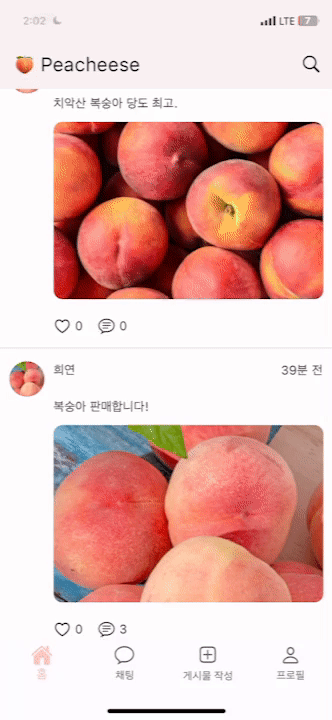 2:02 LTE 7
Peacheese
치악산 복숭아 당도 최고.
0 0
희연 39분 전
복숭아 판매합니다!
0 3
홈 채팅 게시물 작성 프로필